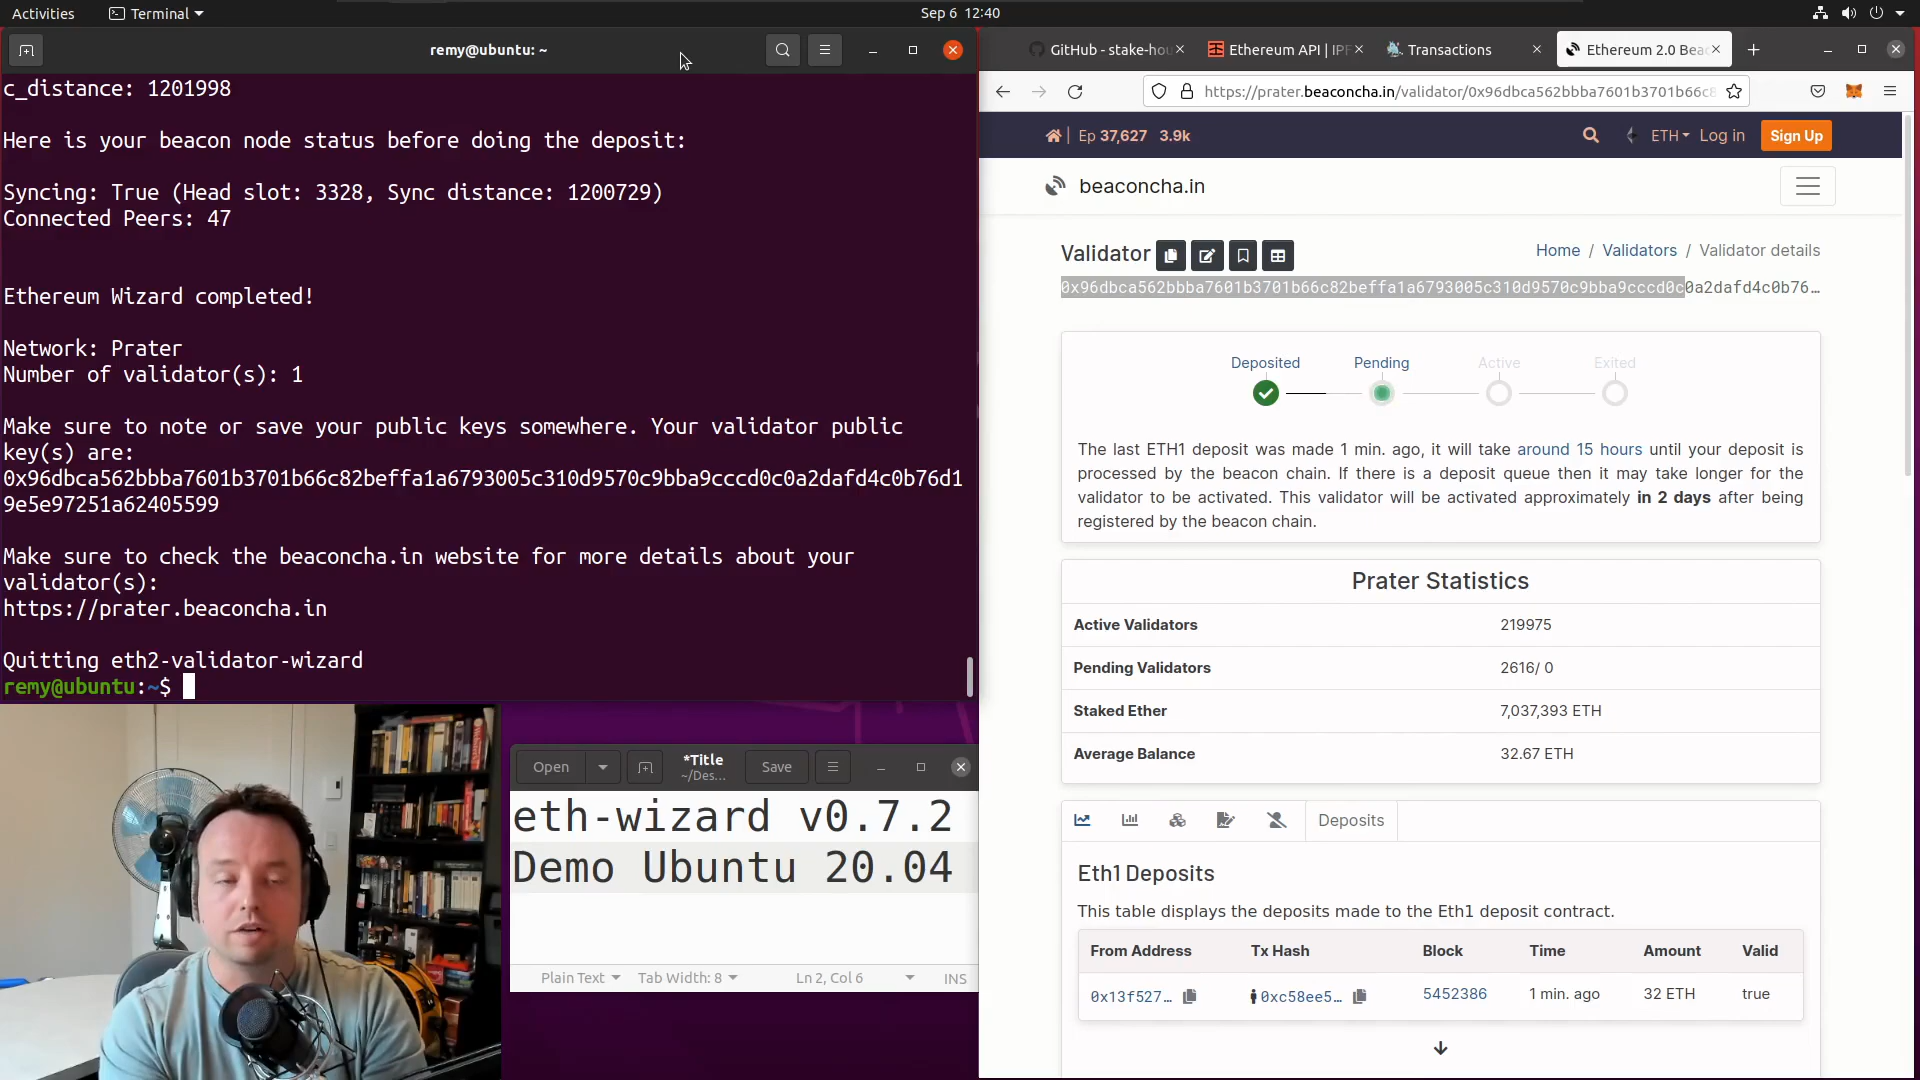 Activities
Terminal
Sep 6 12:40
remy@ubuntu: ~
c_distance: 1201998
Here is your beacon node status before doing the deposit:
Syncing: True (Head slot: 3328, Sync distance: 1200729)
Connected Peers: 47
Ethereum Wizard completed!
Network: Prater
Number of validator(s): 1
Make sure to note or save your public keys somewhere. Your validator public
key(s) are:
0x96dbca562bbba7601b3701b66c82beffa1a6793005c310d9570c9bba9cccd0c0a2dafd4c0b76d1
9e5e97251a62405599
Make sure to check the beaconcha.in website for more details about your
validator(s):
https://prater.beaconcha.in
Quitting eth2-validator-wizard
remy@ubuntu:~$
Open
*Title
~/Des...
Save
eth-wizard v0.7.2
Demo Ubuntu 20.04
Plain Text
Tab Width: 8
Ln 2, Col 6
INS
GitHub - stake-hou
Ethereum API | IPF
Transactions
Ethereum 2.0 Bea
https://prater.beaconcha.in/validator/0x96dbca562bbba7601b3701b66c8
Ep 37,627 3.9k
ETH
Log in
Sign Up
beaconcha.in
Validator
Home / Validators / Validator details
0x96dbca562bbba7601b3701b66c82beffa1a6793005c310d9570c9bba9cccd0c0a2dafd4c0b76…
Deposited
Pending
Active
Exited
The last ETH1 deposit was made 1 min. ago, it will take around 15 hours until your deposit is
processed by the beacon chain. If there is a deposit queue then it may take longer for the
validator to be activated. This validator will be activated approximately in 2 days after being
registered by the beacon chain.
Prater Statistics
Active Validators 219975
Pending Validators 2616/ 0
Staked Ether 7,037,393 ETH
Average Balance 32.67 ETH
Deposits
Eth1 Deposits
This table displays the deposits made to the Eth1 deposit contract.
From Address Tx Hash Block Time Amount Valid
0x13f527… 0xc58ee5… 5452386 1 min. ago 32 ETH true